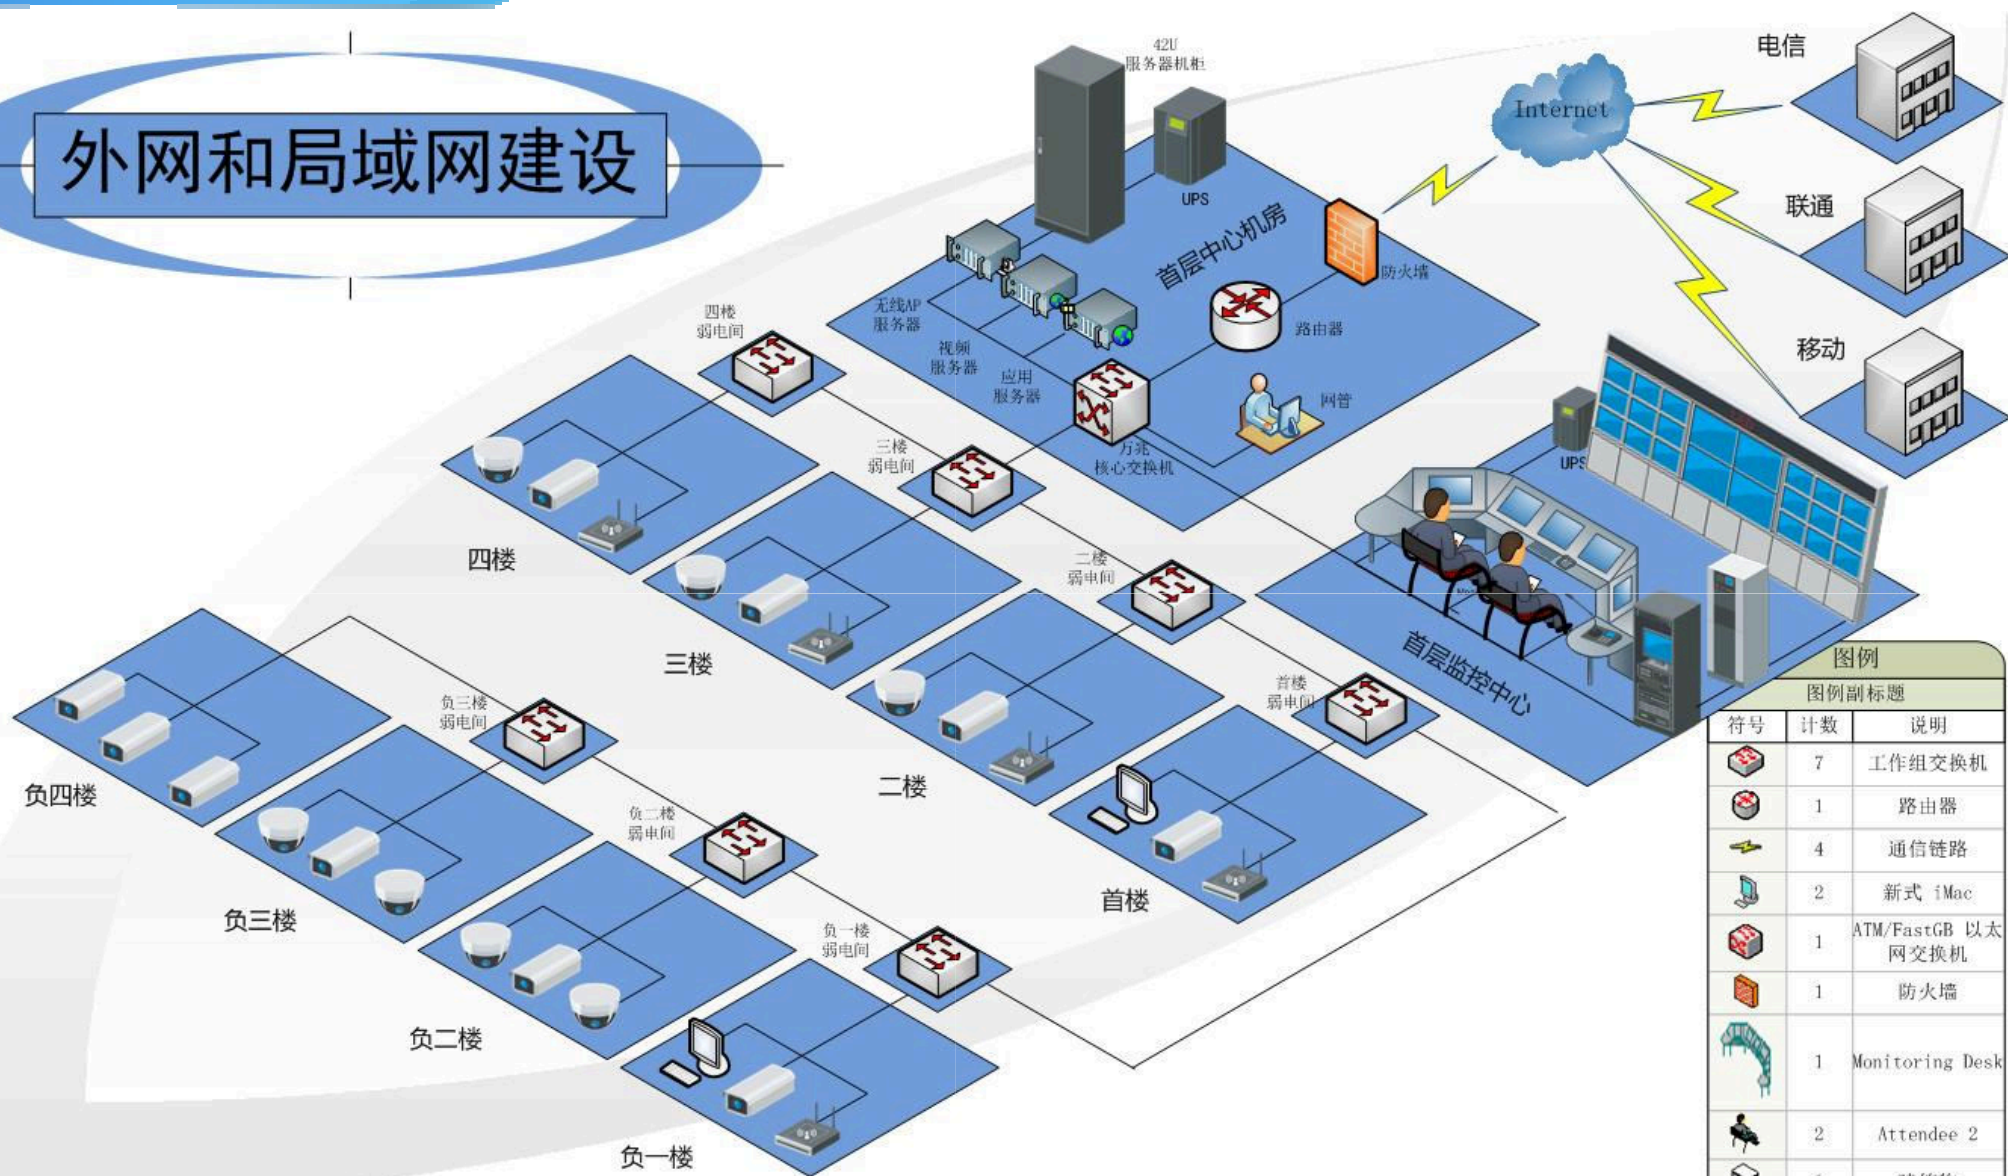 外网和局域网建设
42U
服务器机柜
UPS
首层中心机房
防火墙
路由器
网管
无线AP
服务器
视频
服务器
应用
服务器
万兆
核心交换机
Internet
电信
联通
移动
UPS
首层监控中心
四楼
弱电间
三楼
弱电间
二楼
弱电间
首楼
弱电间
四楼
三楼
二楼
首楼
负三楼
弱电间
负二楼
弱电间
负一楼
弱电间
负四楼
负三楼
负二楼
负一楼
图例
图例副标题
符号 计数 说明
7 工作组交换机
1 路由器
4 通信链路
2 新式 iMac
1 ATM/FastGB 以太
网交换机
1 防火墙
1 Monitoring Desk
2 Attendee 2